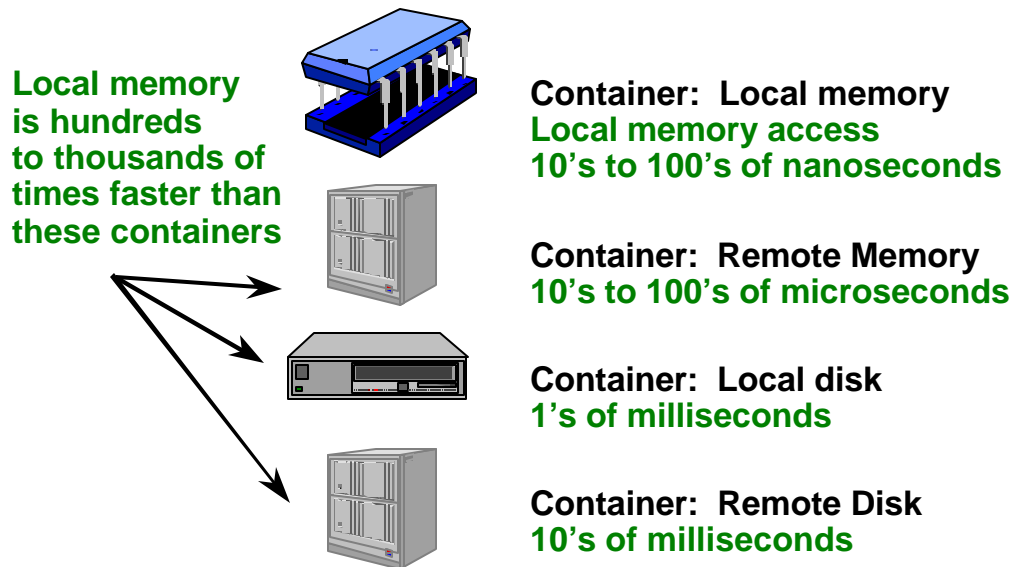 Local memory
is hundreds
to thousands of
times faster than
these containers
Container:  Local memory
Local memory access
10’s to 100’s of nanoseconds
Container:  Remote Memory
10’s to 100’s of microseconds
Container:  Local disk
1’s of milliseconds
Container:  Remote Disk
10’s of milliseconds